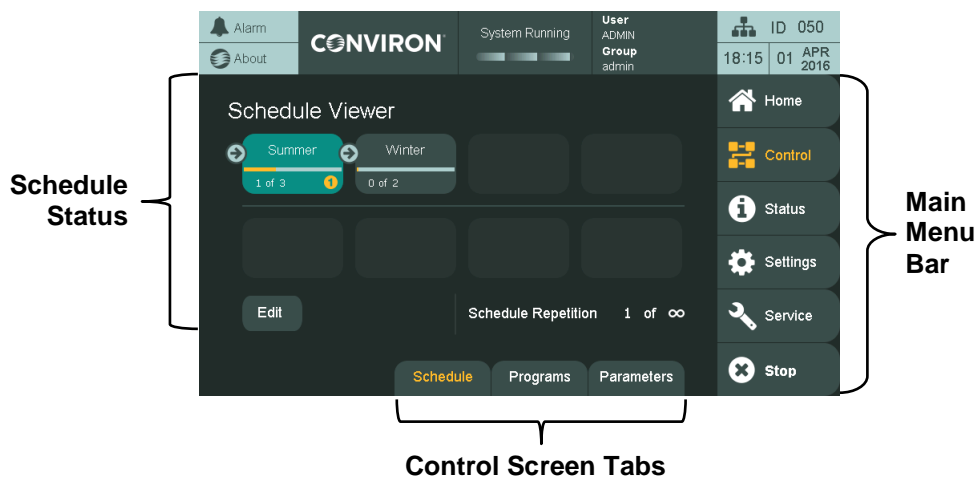 Alarm
About
CONVIRON
System Running
User
ADMIN
Group
admin
ID 050
18:15 01 APR 2016
Schedule Viewer
Summer
1 of 3 1
Winter
0 of 2
Edit
Schedule Repetition 1 of ∞
Schedule Programs Parameters
Home
Control
Status
Settings
Service
Stop
Schedule
Status
Main
Menu
Bar
Control Screen Tabs